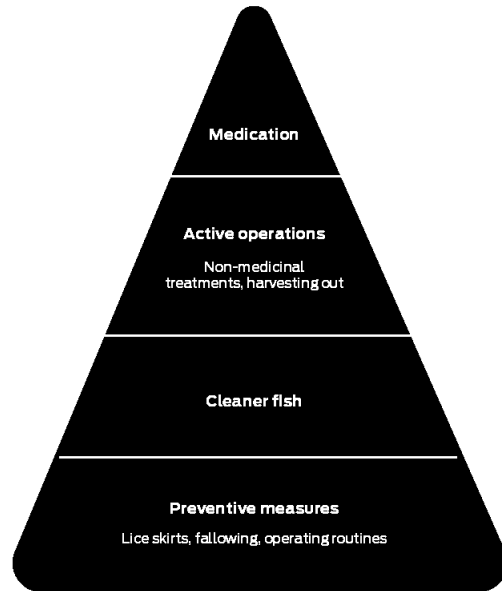 Medication
Active operations
Non-medicinal
treatments, harvesting out
Cleaner fish
Preventive measures
Lice skirts, fallowing, operating routines